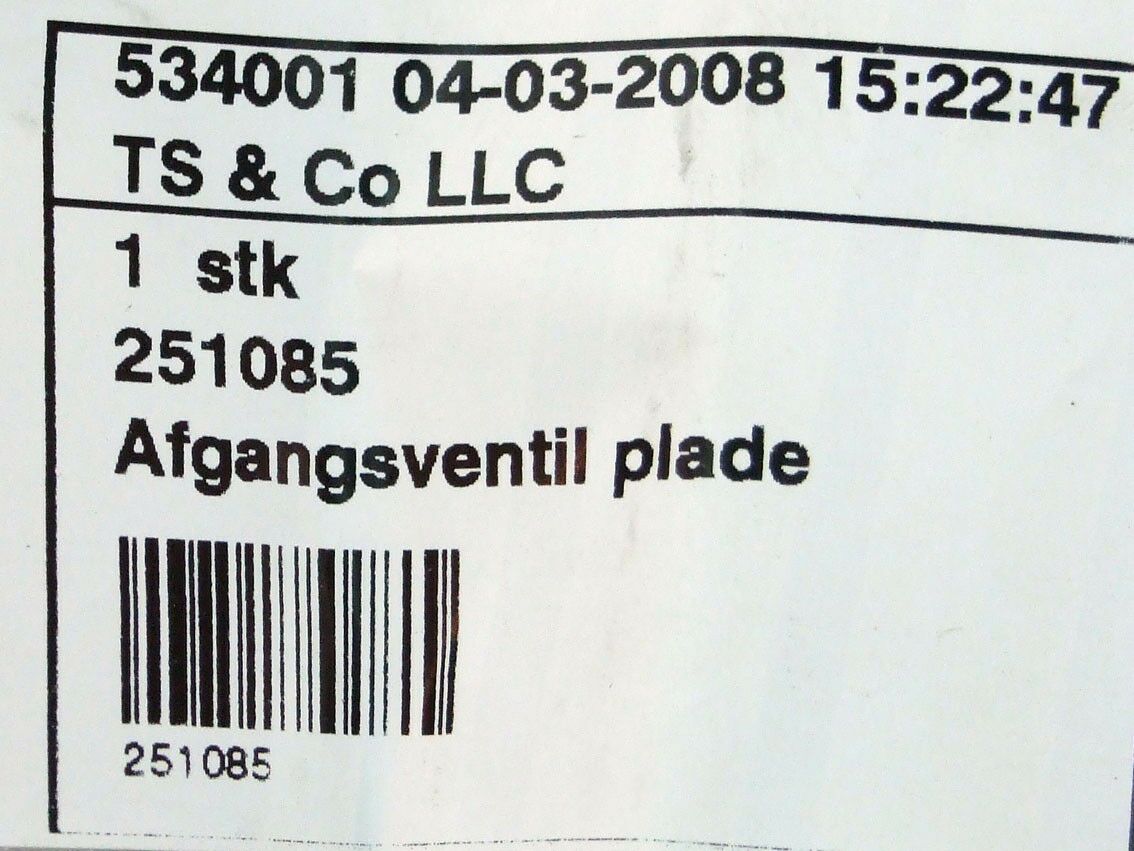 534001 04-03-2008 15:22:47
TS & Co LLC
1 stk
251085
Afgangsventil plade
251085